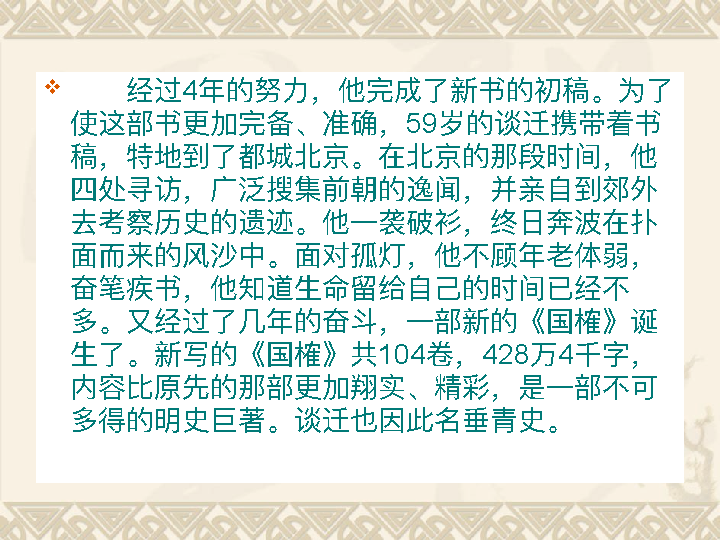 经过4年的努力，他完成了新书的初稿。为了
使这部书更加完备、准确，59岁的谈迁携带着书
稿，特地到了都城北京。在北京的那段时间，他
四处寻访，广泛搜集前朝的逸闻，并亲自到郊外
去考察历史的遗迹。他一袭破衫，终日奔波在扑
面而来的风沙中。面对孤灯，他不顾年老体弱，
奋笔疾书，他知道生命留给自己的时间已经不
多。又经过了几年的奋斗，一部新的《国榷》诞
生了。新写的《国榷》共104卷，428万4千字，
内容比原先的那部更加翔实、精彩，是一部不可
多得的明史巨著。谈迁也因此名垂青史。